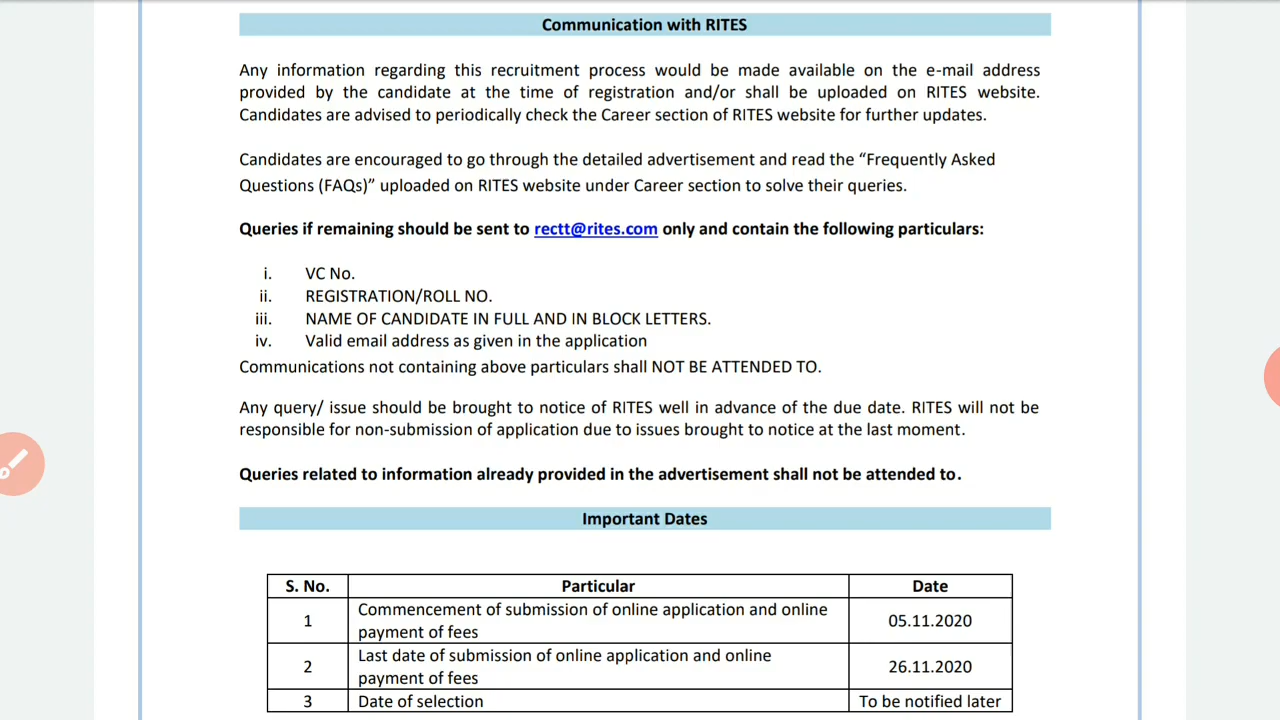 Communication with RITES
Any information regarding this recruitment process would be made available on the e-mail address
provided by the candidate at the time of registration and/or shall be uploaded on RITES website.
Candidates are advised to periodically check the Career section of RITES website for further updates.
Candidates are encouraged to go through the detailed advertisement and read the “Frequently Asked
Questions (FAQs)” uploaded on RITES website under Career section to solve their queries.
Queries if remaining should be sent to rectt@rites.com only and contain the following particulars:
i. VC No.
ii. REGISTRATION/ROLL NO.
iii. NAME OF CANDIDATE IN FULL AND IN BLOCK LETTERS.
iv. Valid email address as given in the application
Communications not containing above particulars shall NOT BE ATTENDED TO.
Any query/ issue should be brought to notice of RITES well in advance of the due date. RITES will not be
responsible for non-submission of application due to issues brought to notice at the last moment.
Queries related to information already provided in the advertisement shall not be attended to.
Important Dates
S. No. Particular Date
1 Commencement of submission of online application and online
payment of fees 05.11.2020
2 Last date of submission of online application and online
payment of fees 26.11.2020
3 Date of selection To be notified later